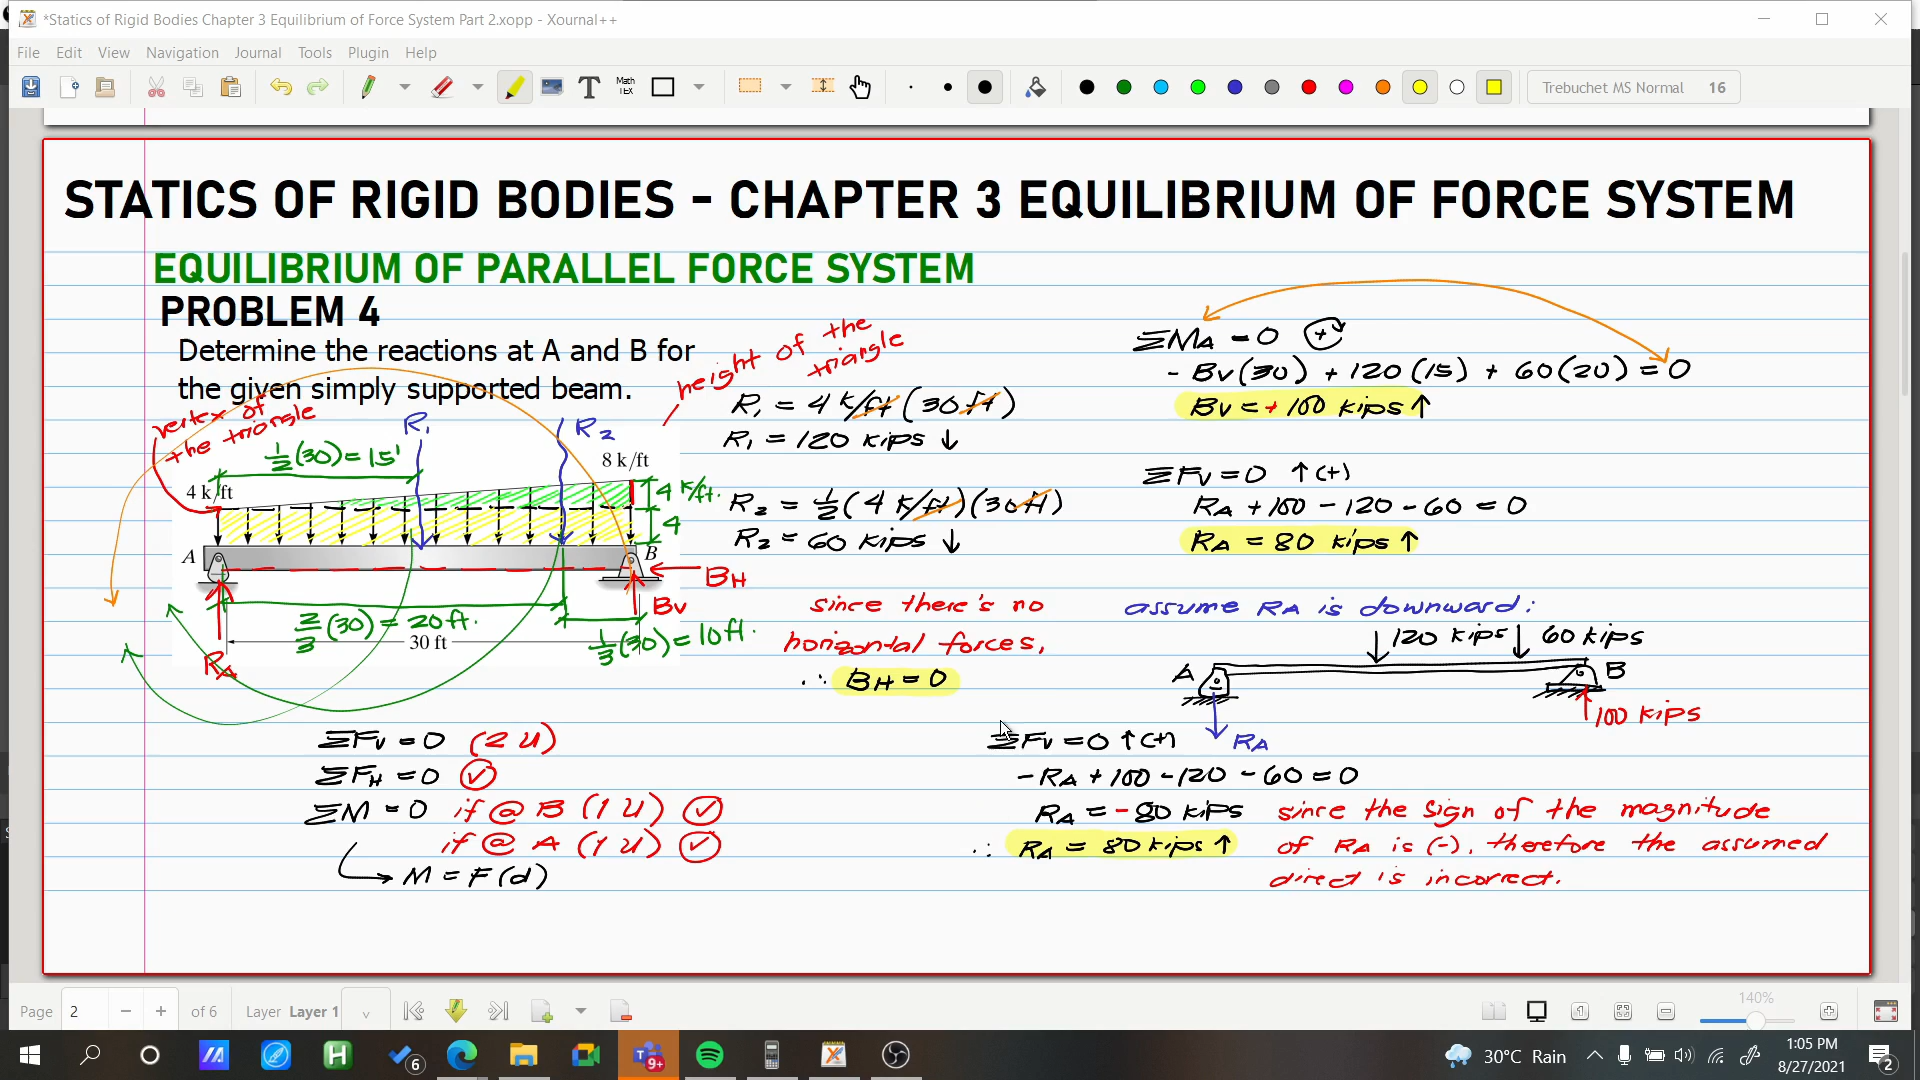 *Statics of Rigid Bodies Chapter 3 Equilibrium of Force System Part 2.xopp - Xournal++
File Edit View Navigation Journal Tools Plugin Help
Math TEX
Trebuchet MS Normal 16
STATICS OF RIGID BODIES - CHAPTER 3 EQUILIBRIUM OF FORCE SYSTEM
EQUILIBRIUM OF PARALLEL FORCE SYSTEM
PROBLEM 4
Determine the reactions at A and B for
the given simply supported beam.
vertex of
the triangle
height of the
triangle
1/2 (30) = 15'
R1
R2
8 k/ft
4 k/ft
4 k/ft.
4
A
B
BH
BV
RA
2/3 (30) = 20 ft.
1/3 (30) = 10 ft.
30 ft
R1 = 4 k/ft (30 ft)
R1 = 120 kips ↓
R2 = 1/2 (4 k/ft)(30 ft)
R2 = 60 kips ↓
since there's no
horizontal forces,
∴ BH = 0
ΣFV = 0 (2 U)
ΣFH = 0 ✓
ΣM = 0 if @ B (1 U) ✓
if @ A (1 U) ✓
M = F(d)
ΣMA = 0 +
- BV(30) + 120 (15) + 60(20) = 0
BV = + 100 kips ↑
ΣFV = 0 ↑(+)
RA + 100 - 120 - 60 = 0
RA = 80 kips ↑
assume RA is downward:
120 kips 60 kips
A
B
100 kips
RA
ΣFV = 0 ↑(+)
-RA + 100 - 120 - 60 = 0
RA = - 80 kips
∴ RA = 80 kips ↑
since the sign of the magnitude
of RA is (-), therefore the assumed
direct is incorrect.
Page 2 of 6 Layer Layer 1
140%
6
9+
30°C Rain
1:05 PM
8/27/2021
2